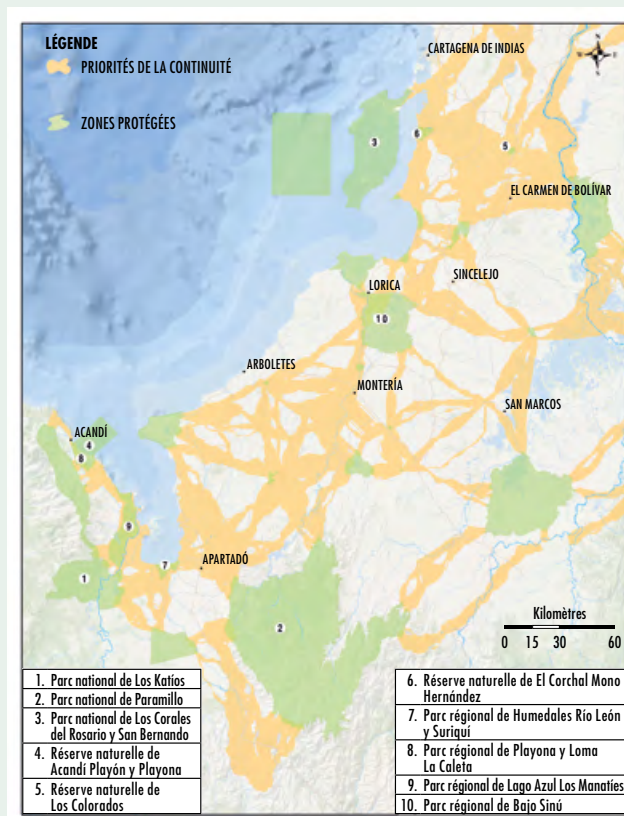 LÉGENDE
PRIORITÉS DE LA CONTINUITÉ
ZONES PROTÉGÉES
CARTAGENA DE INDIAS
N
3
6
5
EL CARMEN DE BOLÍVAR
SINCELEJO
LORICA
10
ARBOLETES
MONTERÍA
SAN MARCOS
ACANDÍ
4
8
9
7
APARTADÓ
1
2
Kilomètres
0 15 30 60
1. Parc national de Los Katíos
2. Parc national de Paramillo
3. Parc national de Los Corales
del Rosario y San Bernando
4. Réserve naturelle de
Acandí Playón y Playona
5. Réserve naturelle de
Los Colorados
6. Réserve naturelle de El Corchal Mono
Hernández
7. Parc régional de Humedales Río León
y Suriquí
8. Parc régional de Playona y Loma
La Caleta
9. Parc régional de Lago Azul Los Manatíes
10. Parc régional de Bajo Sinú